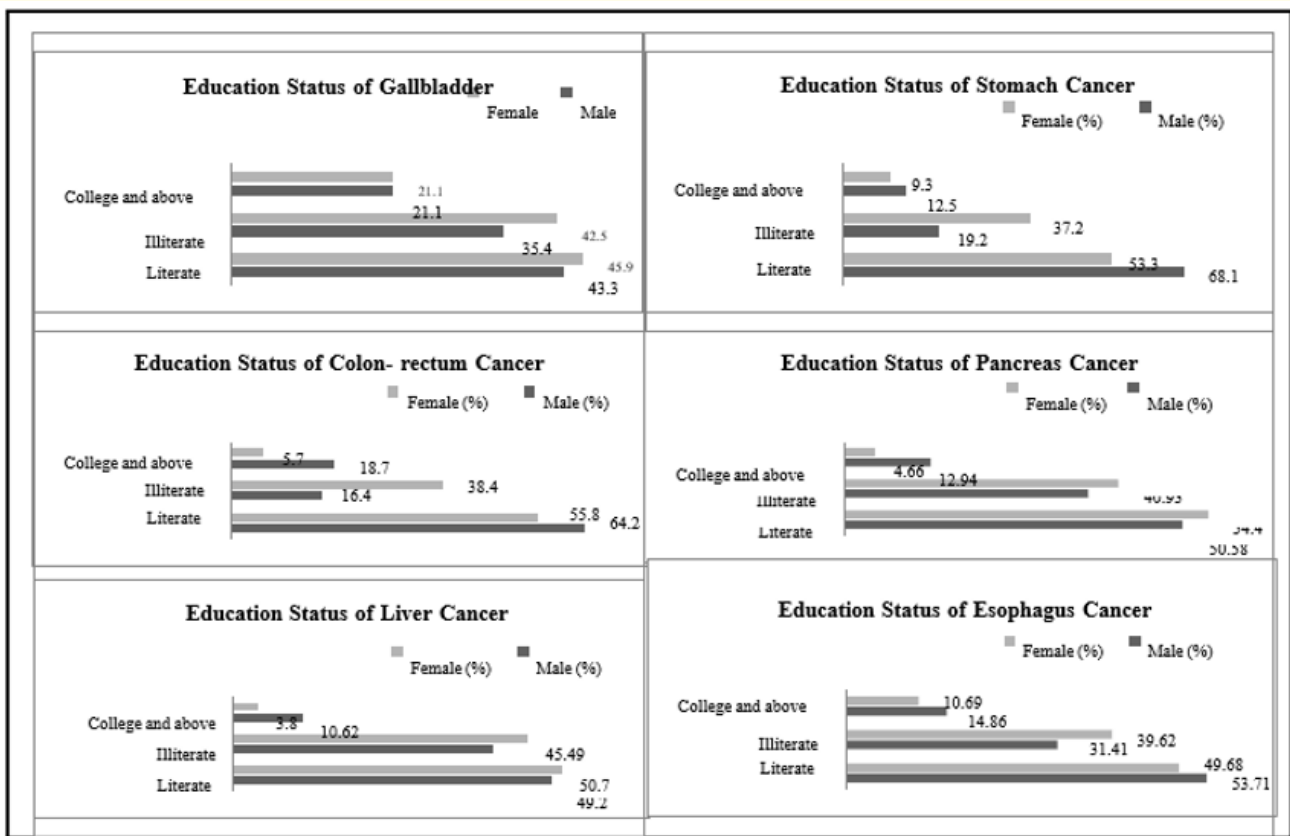 Education Status of Gallbladder
Female Male
College and above
21.1
21.1
Illiterate
42.5
35.4
Literate
45.9
43.3
Education Status of Stomach Cancer
Female (%) Male (%)
College and above
9.3
12.5
Illiterate
37.2
19.2
Literate
53.3
68.1
Education Status of Colon- rectum Cancer
Female (%) Male (%)
College and above
5.7
18.7
Illiterate
38.4
16.4
Literate
55.8
64.2
Education Status of Pancreas Cancer
Female (%) Male (%)
College and above
4.66
12.94
Illiterate
Literate
Education Status of Liver Cancer
Female (%) Male (%)
College and above
3.8
10.62
Illiterate
45.49
Literate
50.7
49.2
Education Status of Esophagus Cancer
Female (%) Male (%)
College and above
10.69
14.86
Illiterate
39.62
31.41
Literate
49.68
53.71